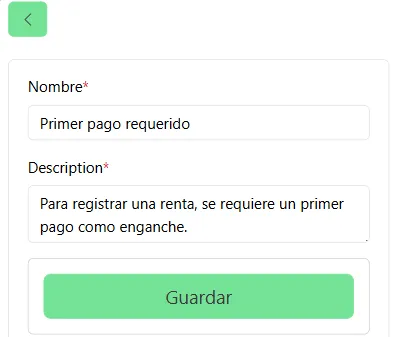 Nombre*
Primer pago requerido
Description*
Para registrar una renta, se requiere un primer
pago como enganche.
Guardar